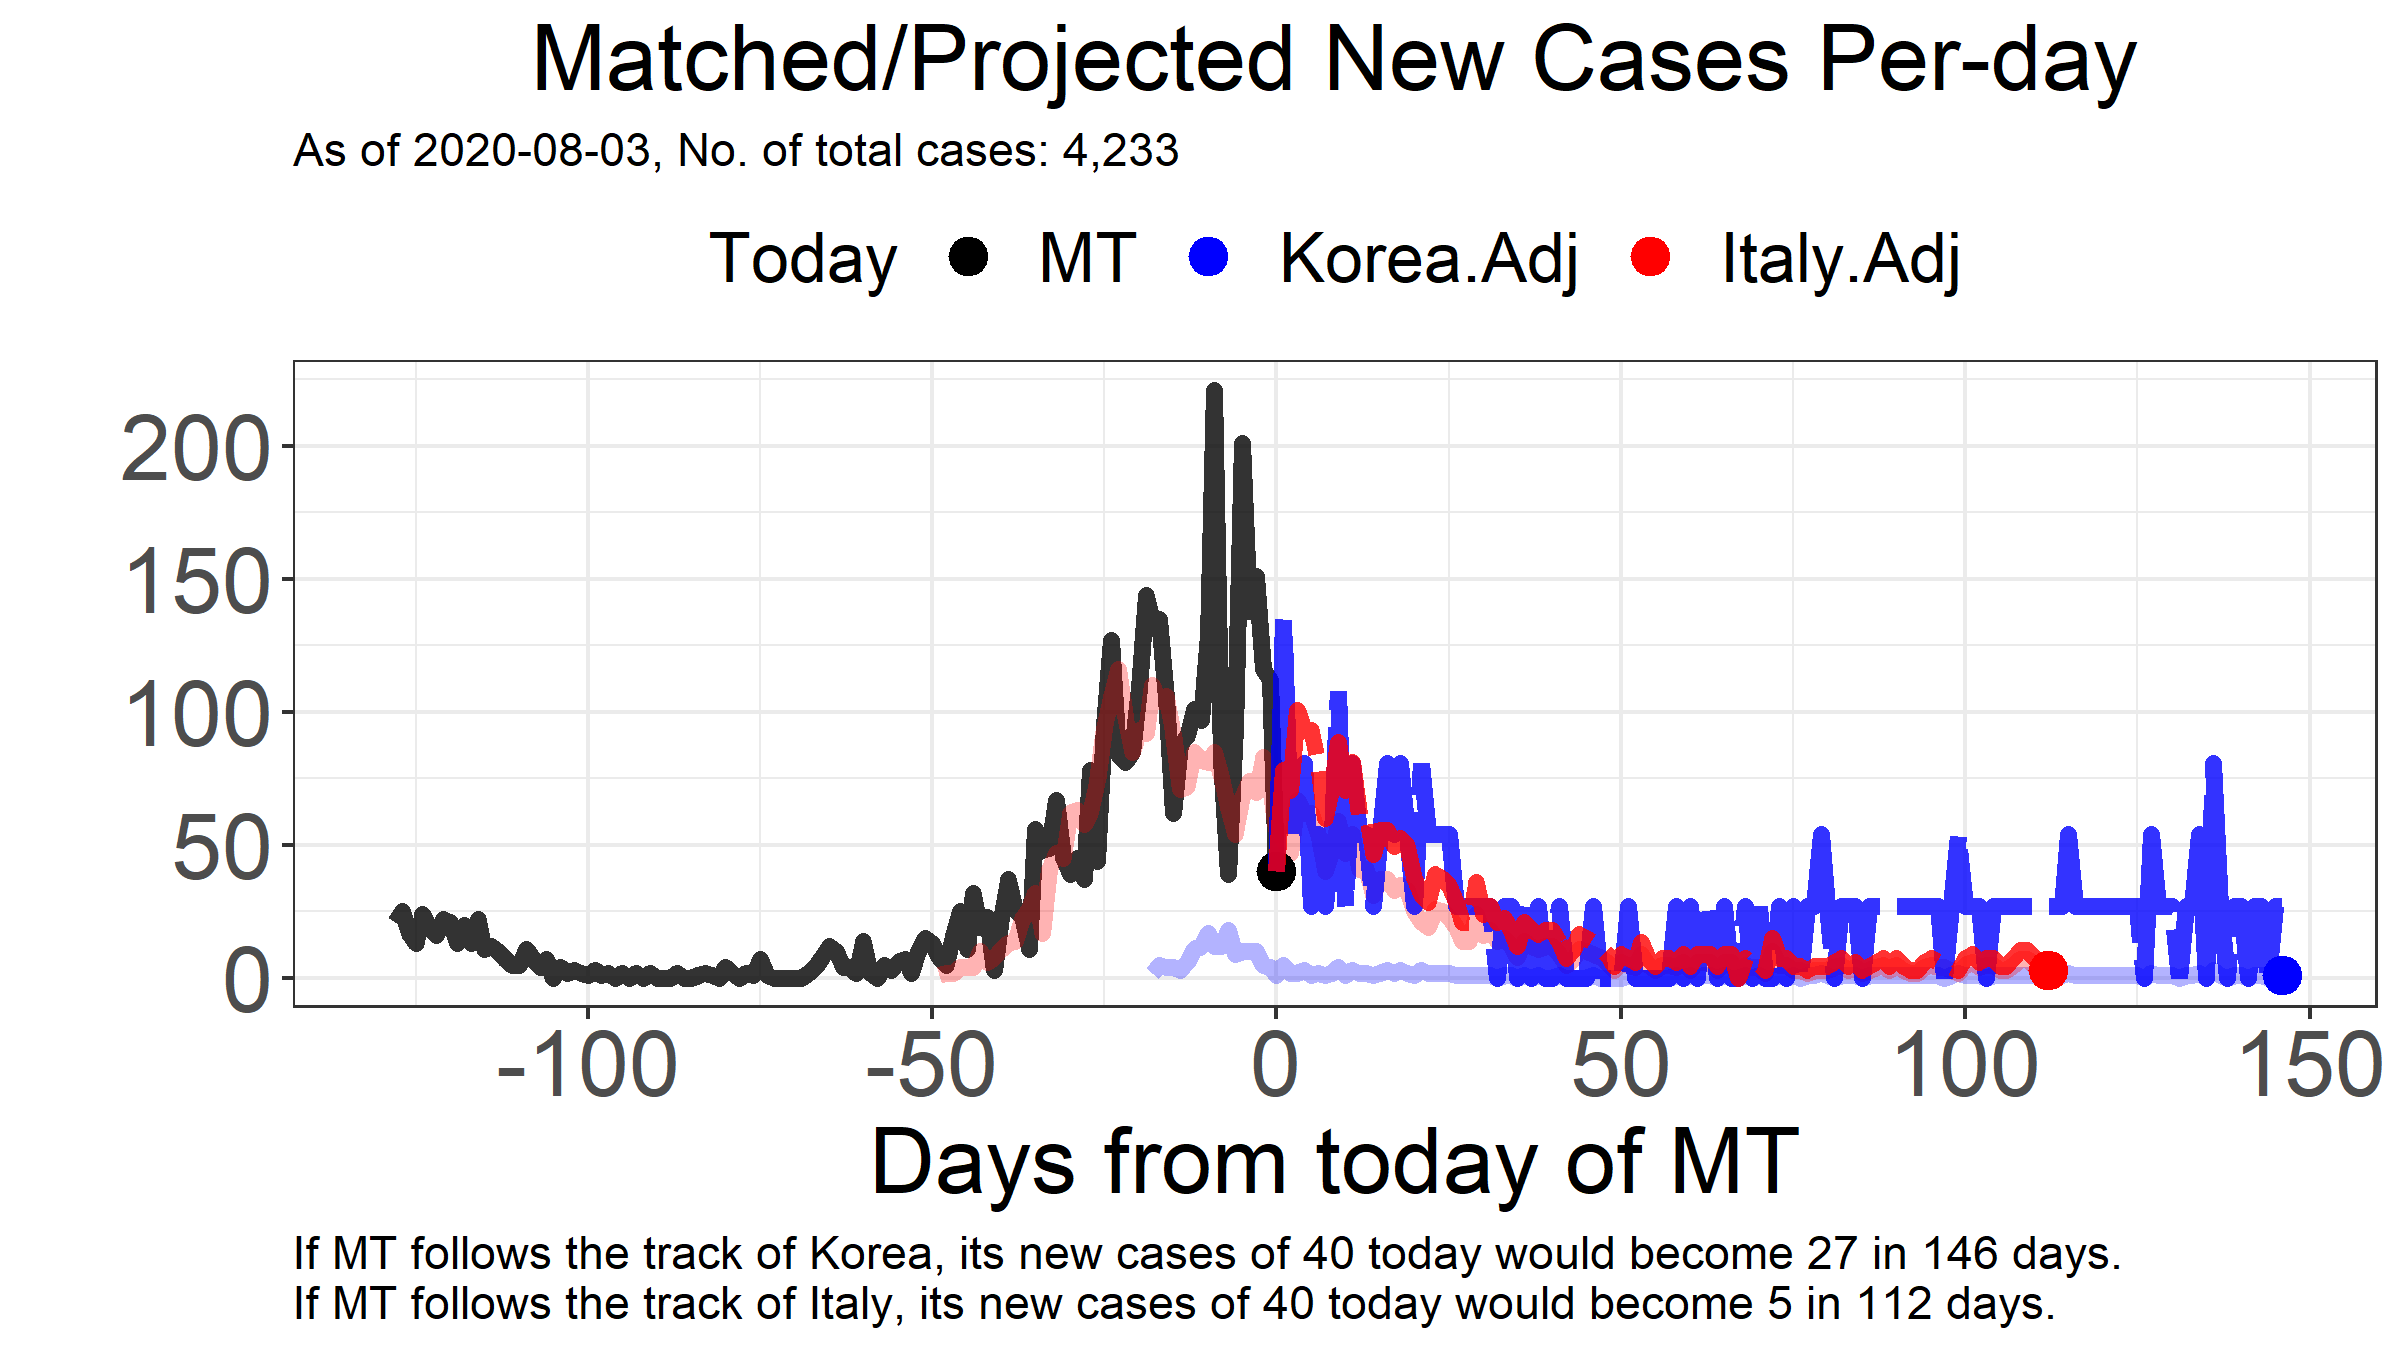 Matched/Projected New Cases Per-day
As of 2020-08-03, No. of total cases: 4,233
Today MT Korea.Adj Italy.Adj
200
150
100
50
0
-100 -50 0 50 100 150
Days from today of MT
If MT follows the track of Korea, its new cases of 40 today would become 27 in 146 days.
If MT follows the track of Italy, its new cases of 40 today would become 5 in 112 days.